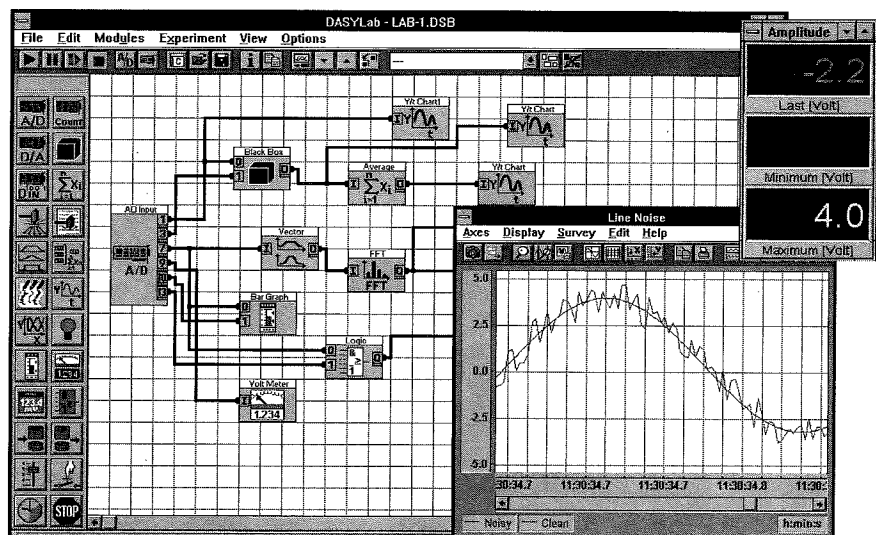 DASYLab - LAB-1.DSB
File Edit Modules Experiment View Options
Amplitude
-2.2
Last [Volt]
Minimum [Volt]
4.0
Maximum [Volt]
---
A/D Count
D/A
STOP
Y/t Chart1
Y/t Chart
Black Box
Average
Y/t Chart
AD Input
A/D
Vector
FFT
FFT
Bar Graph
Logic
Volt Meter
1.234
Line Noise
Axes Display Survey Edit Help
5.0
2.5
0.0
-2.5
-5.0
:30:34.7 11:30:34.7 11:30:34.7 11:30:34.8 11:30:
Noisy Clean h:min:s